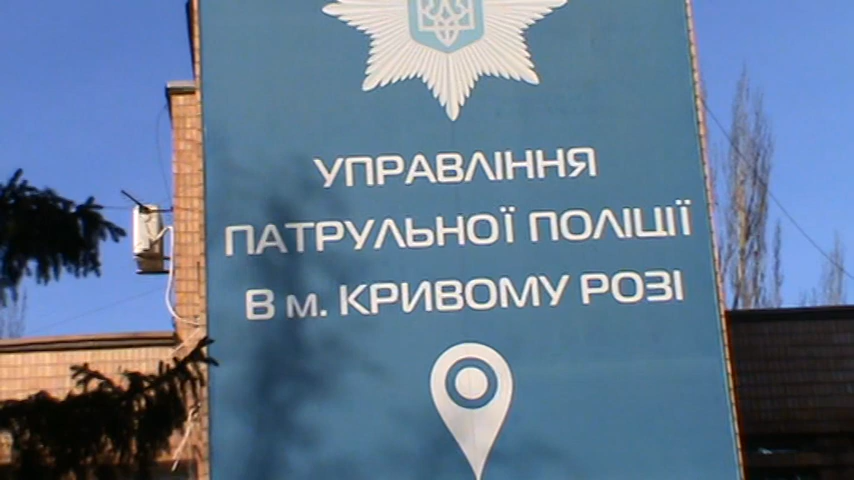 УПРАВЛІННЯ
ПАТРУЛЬНОЇ ПОЛІЦІЇ
В м. КРИВОМУ РОЗІ